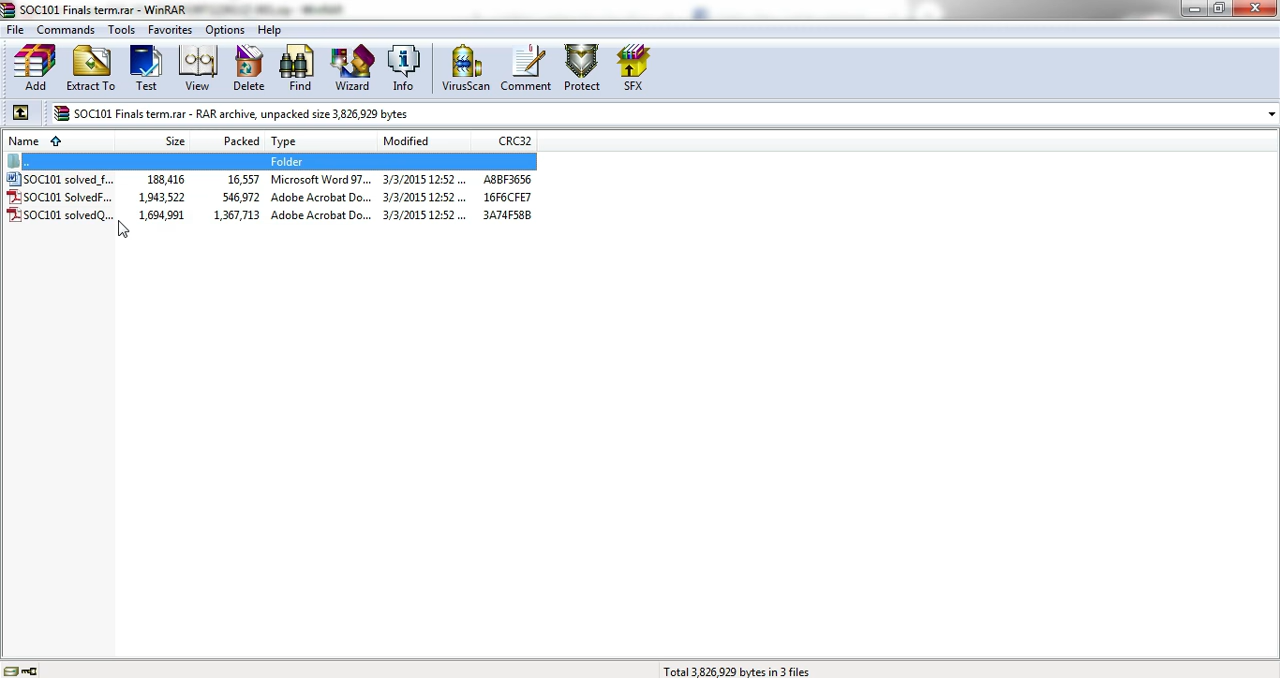 SOC101 Finals term.rar - WinRAR
File Commands Tools Favorites Options Help
Add Extract To Test View Delete Find Wizard Info VirusScan Comment Protect SFX
SOC101 Finals term.rar - RAR archive, unpacked size 3,826,929 bytes
Name Size Packed Type Modified CRC32
.. Folder
SOC101 solved_f... 188,416 16,557 Microsoft Word 97... 3/3/2015 12:52 ... A8BF3656
SOC101 SolvedF... 1,943,522 546,972 Adobe Acrobat Do... 3/3/2015 12:52 ... 16F6CFE7
SOC101 solvedQ... 1,694,991 1,367,713 Adobe Acrobat Do... 3/3/2015 12:52 ... 3A74F58B
Total 3,826,929 bytes in 3 files